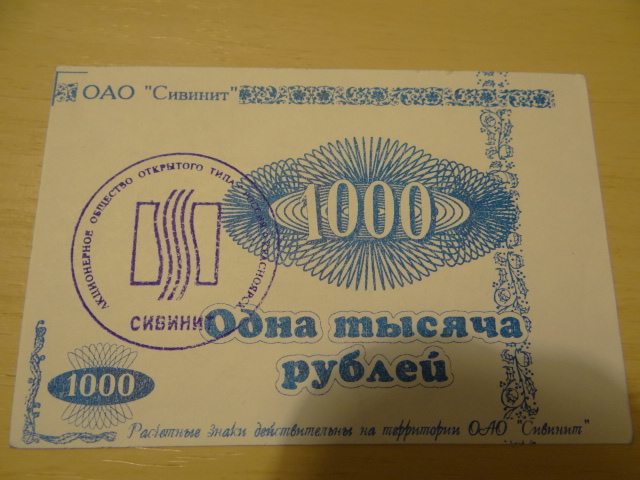 ОАО "Сивинит"
1000
АКЦИОНЕРНОЕ ОБЩЕСТВО ОТКРЫТОГО ТИПА
СИВИНИТ
Одна тысяча
рублей
1000
Расчетные знаки действительны на территории ОАО "Сивинит"